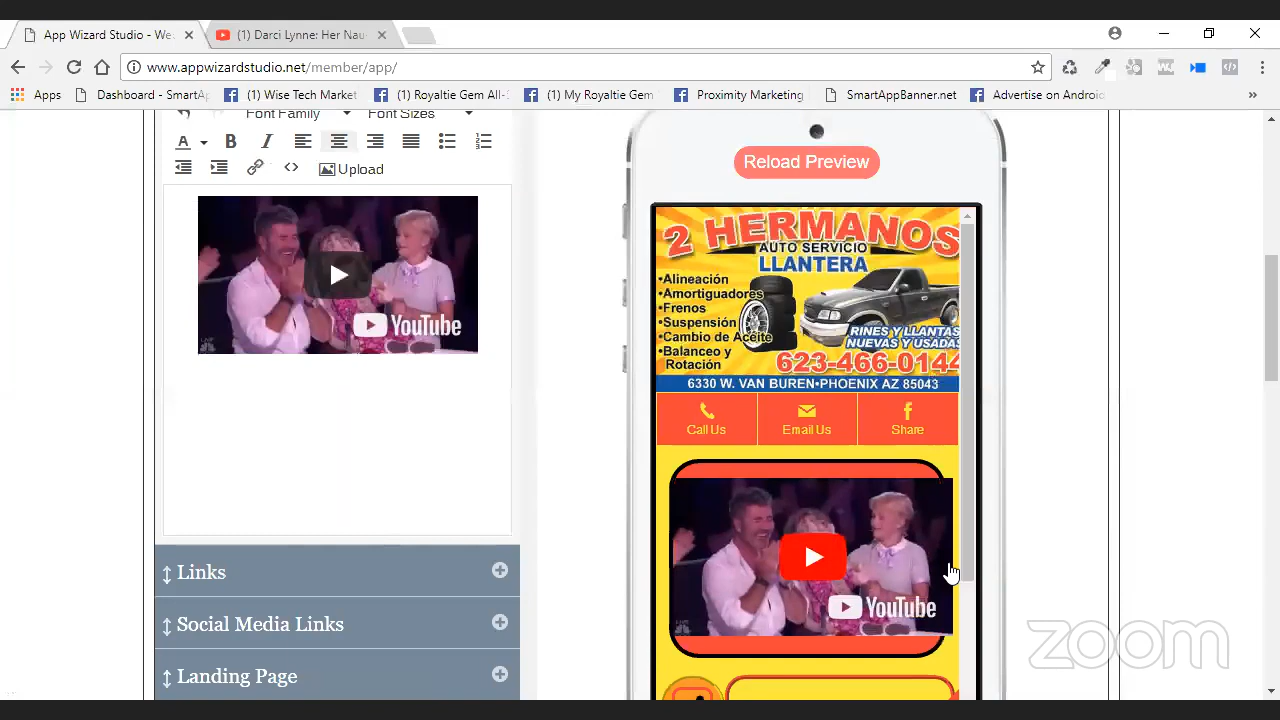 App Wizard Studio - We
(1) Darci Lynne: Her Nau
www.appwizardstudio.net/member/app/
Apps
Dashboard - SmartAp
(1) Wise Tech Market
(1) Royaltie Gem All-
(1) My Royaltie Gem
Proximity Marketing
SmartAppBanner.net
Advertise on Android
»
Font Family
Font Sizes
A
B
I
Upload
YouTube
Links
Social Media Links
Landing Page
Reload Preview
2 HERMANOS
AUTO SERVICIO
LLANTERA
•Alineación
•Amortiguadores
•Frenos
•Suspensión
•Cambio de Aceite
•Balanceo y
Rotación
RINES Y LLANTAS
NUEVAS Y USADAS
623-466-0144
6330 W. VAN BUREN•PHOENIX AZ 85043
Call Us
Email Us
Share
YouTube
zoom